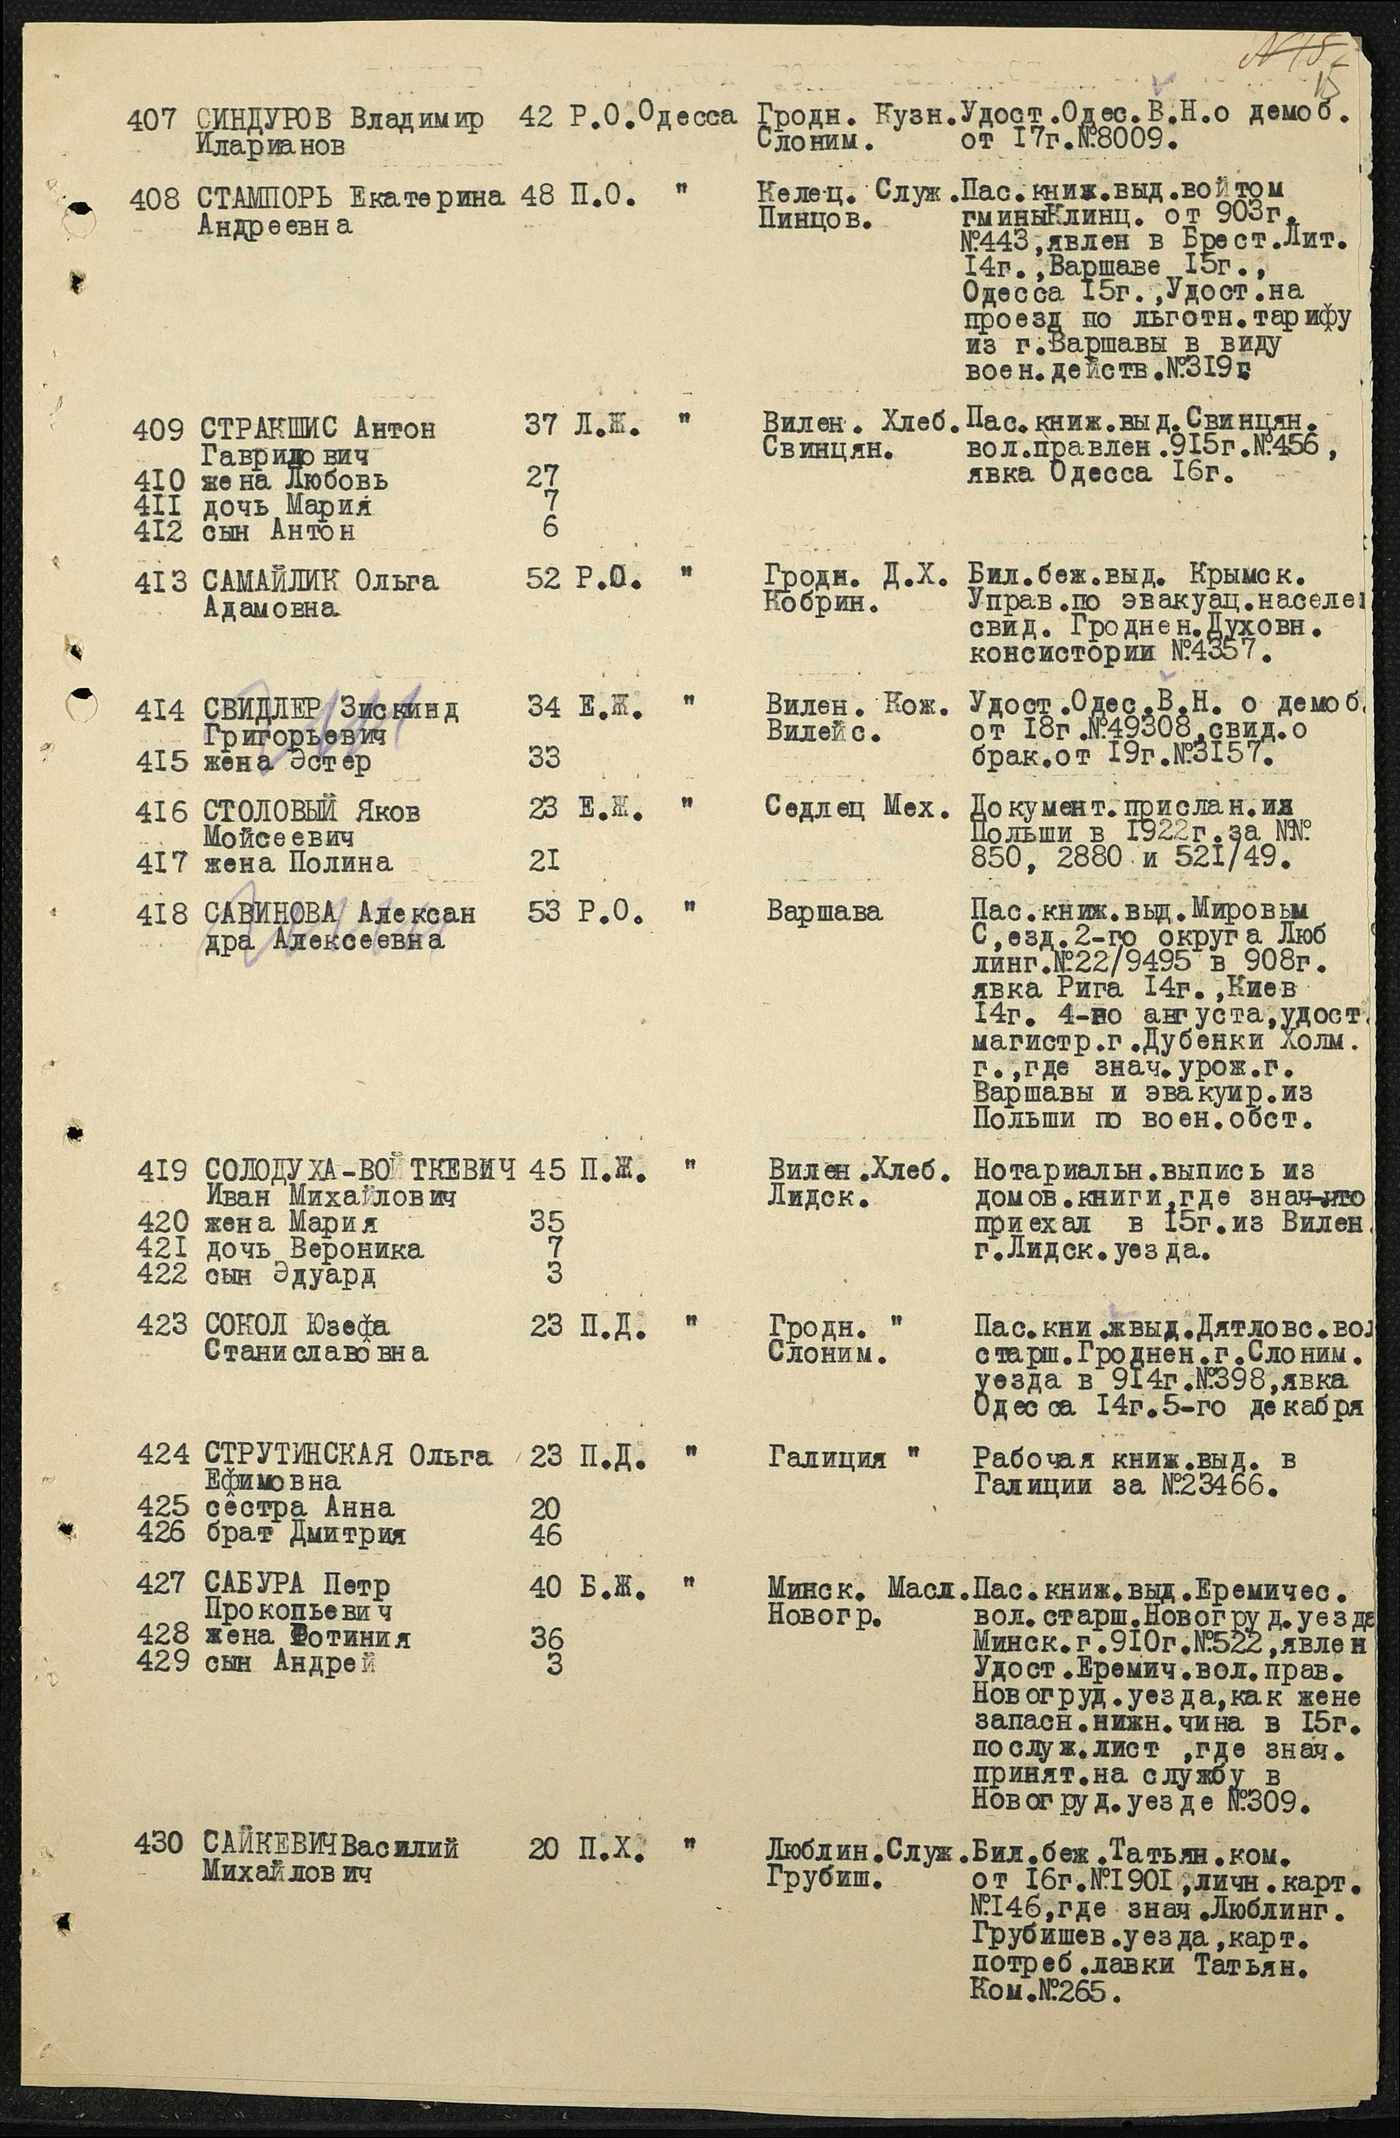 15
407 СИНДУРОВ Владимир 42 Р.О. Одесса Гродн. Кузн. Удост.Одес.В.Н.о демоб.
Иларианов Слоним. от 17г.№8009.
408 СТАМПОРЬ Екатерина 48 П.О. " Келец. Служ. Пас.книж.выд.войтом
Андреевна Пинцов. гминыКлинц. от 903г.
№443,явлен в Брест.Лит.
14г.,Варшаве 15г.,
Одесса 15г.,Удост.на
проезд по льготн.тарифу
из г.Варшавы в виду
воен.действ.№319г.
409 СТРАКШИС Антон 37 Л.Ж. " Вилен. Хлеб. Пас.книж.выд.Свинцян.
Гаврилович Свинцян. вол.правлен.915г.№456,
410 жена Любовь 27 явка Одесса 16г.
411 дочь Мария 7
412 сын Антон 6
413 САМАЙЛИК Ольга 52 Р.О. " Гродн. Д.Х. Бил.беж.выд. Крымск.
Адамовна Кобрин. Управ.по эвакуац.населен
свид. Гроднен.Духовн.
консистории №4357.
414 СВИДЛЕР Зискинд 34 Е.Ж. " Вилен. Кож. Удост.Одес.В.Н. о демоб.
Григорьевич Вилейс. от 18г.№49308,свид.о
415 жена Эстер 33 брак.от 19г.№3157.
416 СТОЛОВЫЙ Яков 23 Е.Ж. " Седлец Мех. Документ.прислан.из
Мойсеевич Польши в 1922г.за №№
417 жена Полина 21 850, 2880 и 521/49.
418 САВИНОВА Алексан 53 Р.О. " Варшава Пас.книж.выд.Мировым
дра Алексеевна С,езд.2-го округа Люб
линг.№22/9495 в 908г.
явка Рига 14г.,Киев
14г. 4-го августа,удост.
магистр.г.Дубенки Холм.
г.,где знач.урож.г.
Варшавы и эвакуир.из
Польши по воен.обст.
419 СОЛОДУХА-ВОЙТКЕВИЧ 45 П.Ж. " Вилен.Хлеб. Нотариальн.выпись из
Иван Михайлович Лидск. домов.книги,где знач.что
420 жена Мария 35 приехал в 15г.из Вилен.
421 дочь Вероника 7 г.Лидск.уезда.
422 сын Эдуард 3
423 СОКОЛ Юзефа 23 П.Д. " Гродн. " Пас.книжвыд.Дятловс.вол
Станиславовна Слоним. старш.Гроднен.г.Слоним.
уезда в 914г.№398,явка
Одесса 14г.5-го декабря
424 СТРУТИНСКАЯ Ольга 23 П.Д. " Галиция " Рабочая книж.выд. в
Ефимовна Галиции за №23466.
425 сестра Анна 20
426 брат Дмитрия 46
427 САБУРА Петр 40 Б.Ж. " Минск. Масл. Пас.книж.выд.Еремичес.
Прокопьевич Новогр. вол.старш.Новогруд.уезда
428 жена Фотиния 36 Минск.г.910г.№522,явлен
429 сын Андрей 3 Удост.Еремич.вол.прав.
Новогруд.уезда,как жене
запасн.нижн.чина в 15г.
послуж.лист ,где знач.
принят.на службу в
Новогруд.уезде №309.
430 САЙКЕВИЧ Василий 20 П.Х. " Люблин.Служ. Бил.беж.Татьян.ком.
Михайлович Грубиш. от 16г.№1901,личн.карт.
№146,где знач.Люблинг.
Грубишев.уезда,карт.
потреб.лавки Татьян.
Ком.№265.